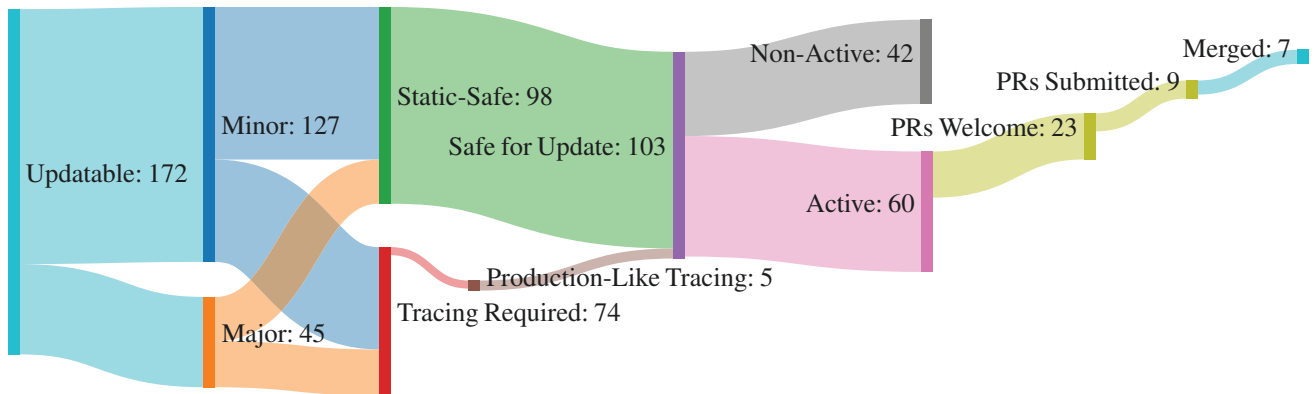 Updatable: 172
Minor: 127
Major: 45
Static-Safe: 98
Tracing Required: 74
Production-Like Tracing: 5
Safe for Update: 103
Non-Active: 42
Active: 60
PRs Welcome: 23
PRs Submitted: 9
Merged: 7